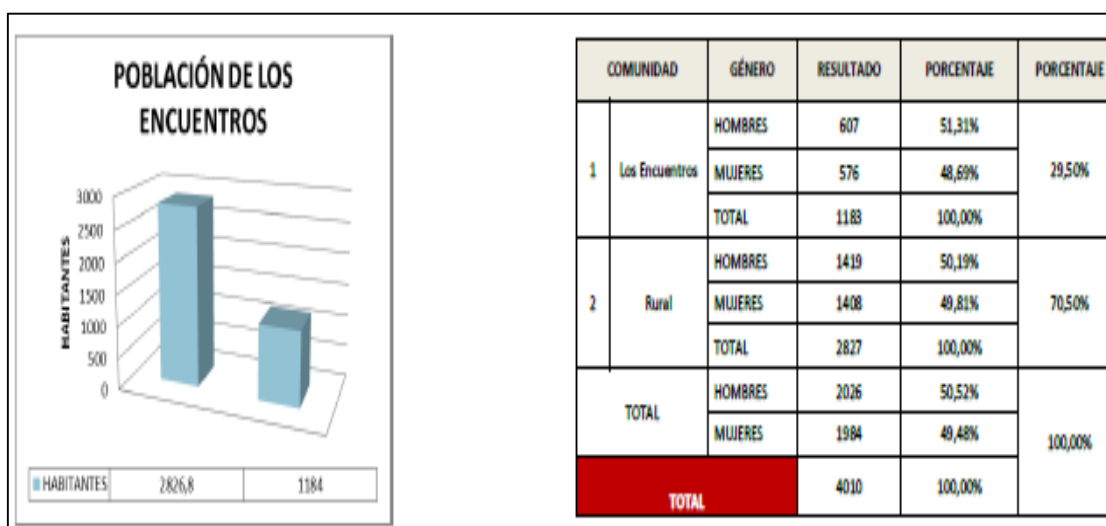 POBLACIÓN DE LOS
ENCUENTROS
3000
2500
2000
1500
1000
500
0
HABITANTES
HABITANTES 2826,8 1184
COMUNIDAD GÉNERO RESULTADO PORCENTAJE PORCENTAJE
1 Los Encuentros HOMBRES 607 51,31% 29,50%
MUJERES 576 48,69%
TOTAL 1183 100,00%
2 Rural HOMBRES 1419 50,19% 70,50%
MUJERES 1408 49,81%
TOTAL 2827 100,00%
TOTAL HOMBRES 2026 50,52% 100,00%
MUJERES 1984 49,48%
TOTAL 4010 100,00%